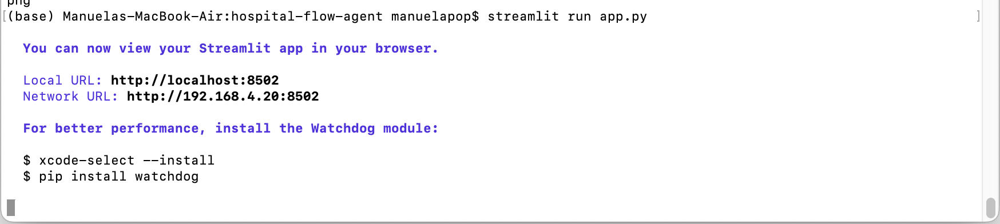 png
[(base) Manuelas-MacBook-Air:hospital-flow-agent manuelapop$ streamlit run app.py ]
You can now view your Streamlit app in your browser.
Local URL: http://localhost:8502
Network URL: http://192.168.4.20:8502
For better performance, install the Watchdog module:
$ xcode-select --install
$ pip install watchdog